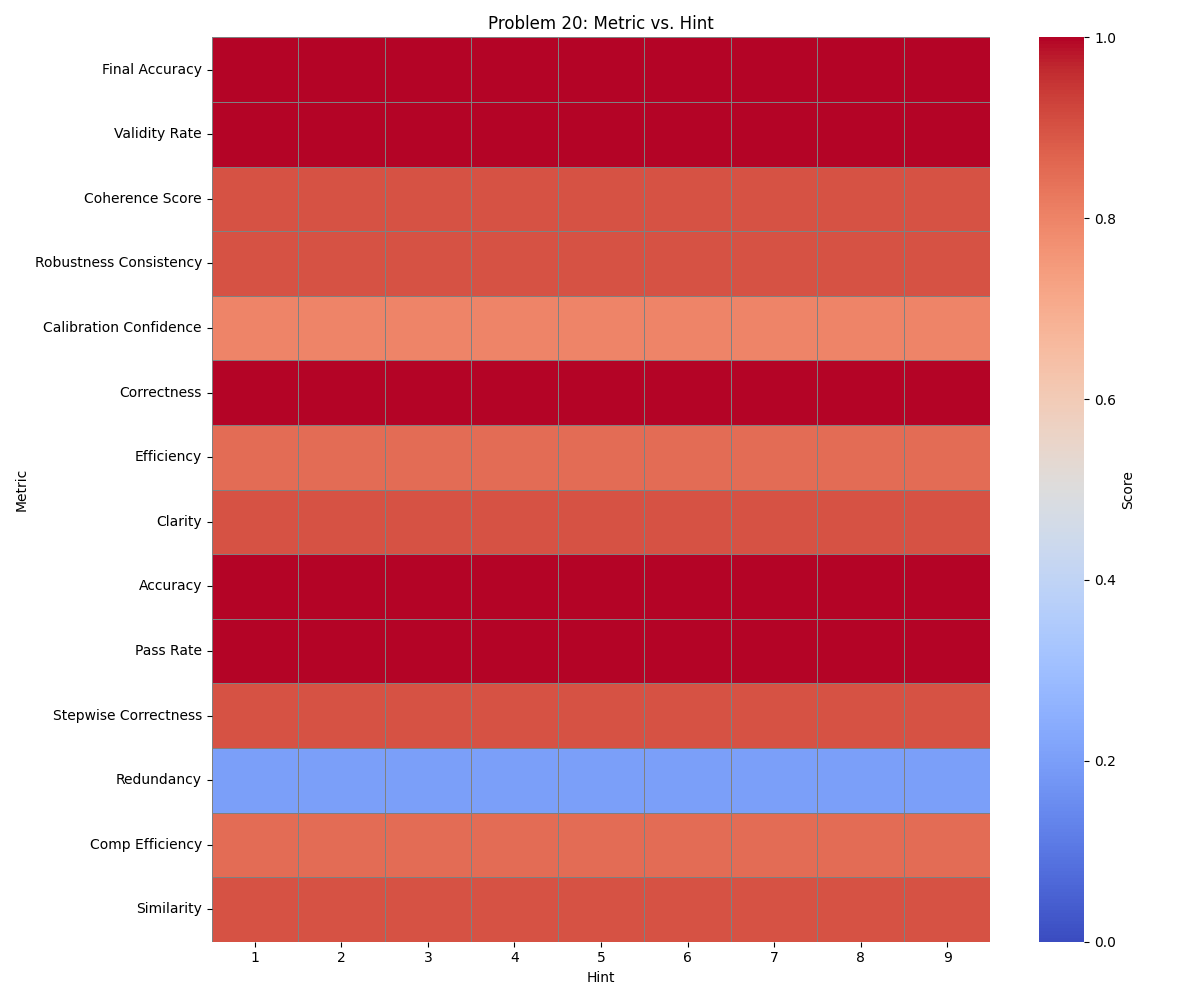 Problem 20: Metric vs. Hint
Final Accuracy
Validity Rate
Coherence Score
Robustness Consistency
Calibration Confidence
Correctness
Efficiency
Clarity
Accuracy
Pass Rate
Stepwise Correctness
Redundancy
Comp Efficiency
Similarity
Metric
1 2 3 4 5 6 7 8 9
Hint
1.0
0.8
0.6
0.4
0.2
0.0
Score